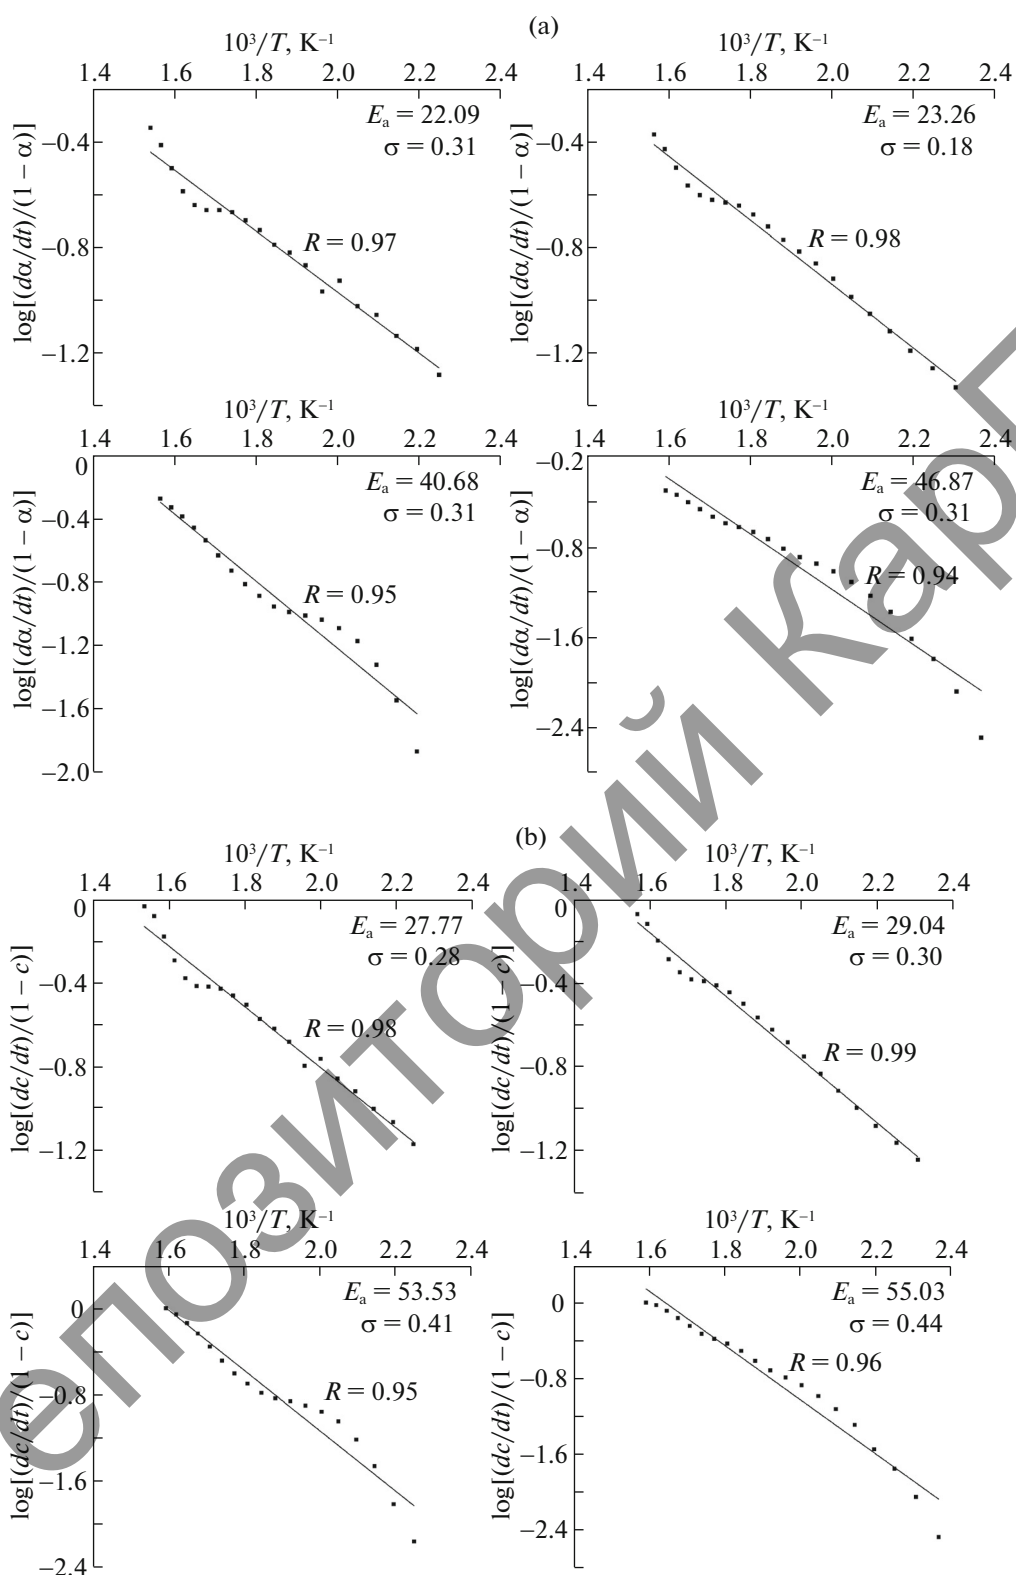 (a)
10³/T, K⁻¹
1.4 1.6 1.8 2.0 2.2 2.4
Eₐ = 22.09
σ = 0.31
R = 0.97
log[(dα/dt)/(1 − α)]
−0.4
−0.8
−1.2
10³/T, K⁻¹
1.4 1.6 1.8 2.0 2.2 2.4
Eₐ = 23.26
σ = 0.18
R = 0.98
log[(dα/dt)/(1 − α)]
−0.4
−0.8
−1.2
10³/T, K⁻¹
1.4 1.6 1.8 2.0 2.2 2.4
Eₐ = 40.68
σ = 0.31
R = 0.95
log[(dα/dt)/(1 − α)]
0
−0.4
−0.8
−1.2
−1.6
−2.0
10³/T, K⁻¹
1.4 1.6 1.8 2.0 2.2 2.4
Eₐ = 46.87
σ = 0.31
R = 0.94
log[(dα/dt)/(1 − α)]
−0.2
−0.8
−1.6
−2.4
(b)
10³/T, K⁻¹
1.4 1.6 1.8 2.0 2.2 2.4
Eₐ = 27.77
σ = 0.28
R = 0.98
log[(dc/dt)/(1 − c)]
0
−0.4
−0.8
−1.2
10³/T, K⁻¹
1.4 1.6 1.8 2.0 2.2 2.4
Eₐ = 29.04
σ = 0.30
R = 0.99
log[(dc/dt)/(1 − c)]
0
−0.4
−0.8
−1.2
10³/T, K⁻¹
1.4 1.6 1.8 2.0 2.2 2.4
Eₐ = 53.53
σ = 0.41
R = 0.95
log[(dc/dt)/(1 − c)]
0
−0.8
−1.6
−2.4
10³/T, K⁻¹
1.4 1.6 1.8 2.0 2.2 2.4
Eₐ = 55.03
σ = 0.44
R = 0.96
log[(dc/dt)/(1 − c)]
0
−0.8
−1.6
−2.4
епозиторий Кар